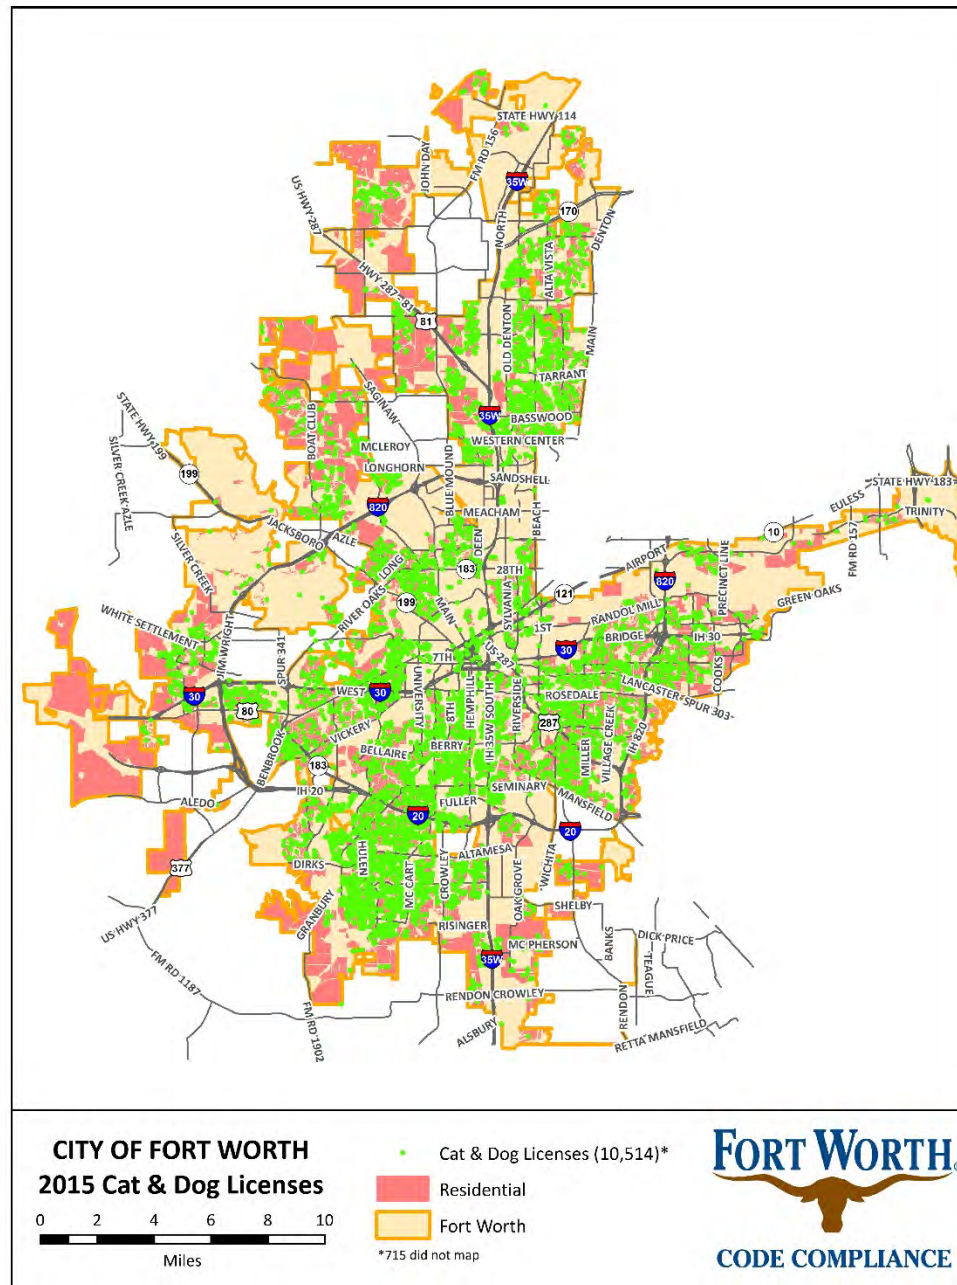 STATE HWY 114
FM RD 156
JOHN DAY
35W
US HWY 287
170
NORTH
DENTON
ALTA VISTA
HWY 287 - 81
81
OLD DENTON
MAIN
TARRANT
SAGINAW
35W
BASSWOOD
STATE HWY 199
BOAT CLUB
WESTERN CENTER
MCLEROY
SILVER CREEK AZLE
199
LONGHORN
BLUE MOUND
SANDSHELL
STATE HWY 183
820
MEACHAM
BEACH
EULESS
TRINITY
JACKSBORO
AZLE
DEEN
10
FM RD 157
SILVER CREEK
LONG
183
28TH
AIRPORT
PRECINCT LINE
820
GREEN OAKS
RIVER OAKS
199
MAIN
SYLVANIA
121
RANDOL MILL
WHITE SETTLEMENT
1ST
BRIDGE
IH 30
JIM WRIGHT
SPUR 341
7TH
US 287
30
COOKS
30
WEST
30
UNIVERSITY
8TH
HEMPHILL
IH 35W SOUTH
RIVERSIDE
ROSEDALE
LANCASTER - SPUR 303
80
VICKERY
287
MILLER
VILLAGE CREEK
IH 820
BENBROOK
183
BELLAIRE
BERRY
ALEDO
IH 20
SEMINARY
MANSFIELD
FULLER
20
20
377
DIRKS
HULEN
MC CART
CROWLEY
ALTAMESA
OAK GROVE
WICHITA
US HWY 377
GRANBURY
SHELBY
RISINGER
MC PHERSON
BANKS
DICK PRICE
FM RD 1187
35W
TEAGUE
RENDON CROWLEY
RENDON
FM RD 1902
ALSBURY
RETTA MANSFIELD
CITY OF FORT WORTH
2015 Cat & Dog Licenses
0 2 4 6 8 10
Miles
Cat & Dog Licenses (10,514)*
Residential
Fort Worth
*715 did not map
FORT WORTH
CODE COMPLIANCE